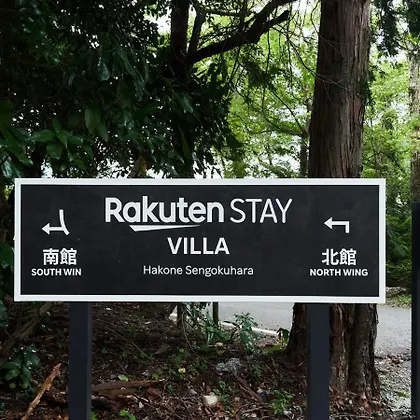 Rakuten STAY
VILLA
Hakone Sengokuhara
南館
SOUTH WIN
北館
NORTH WING